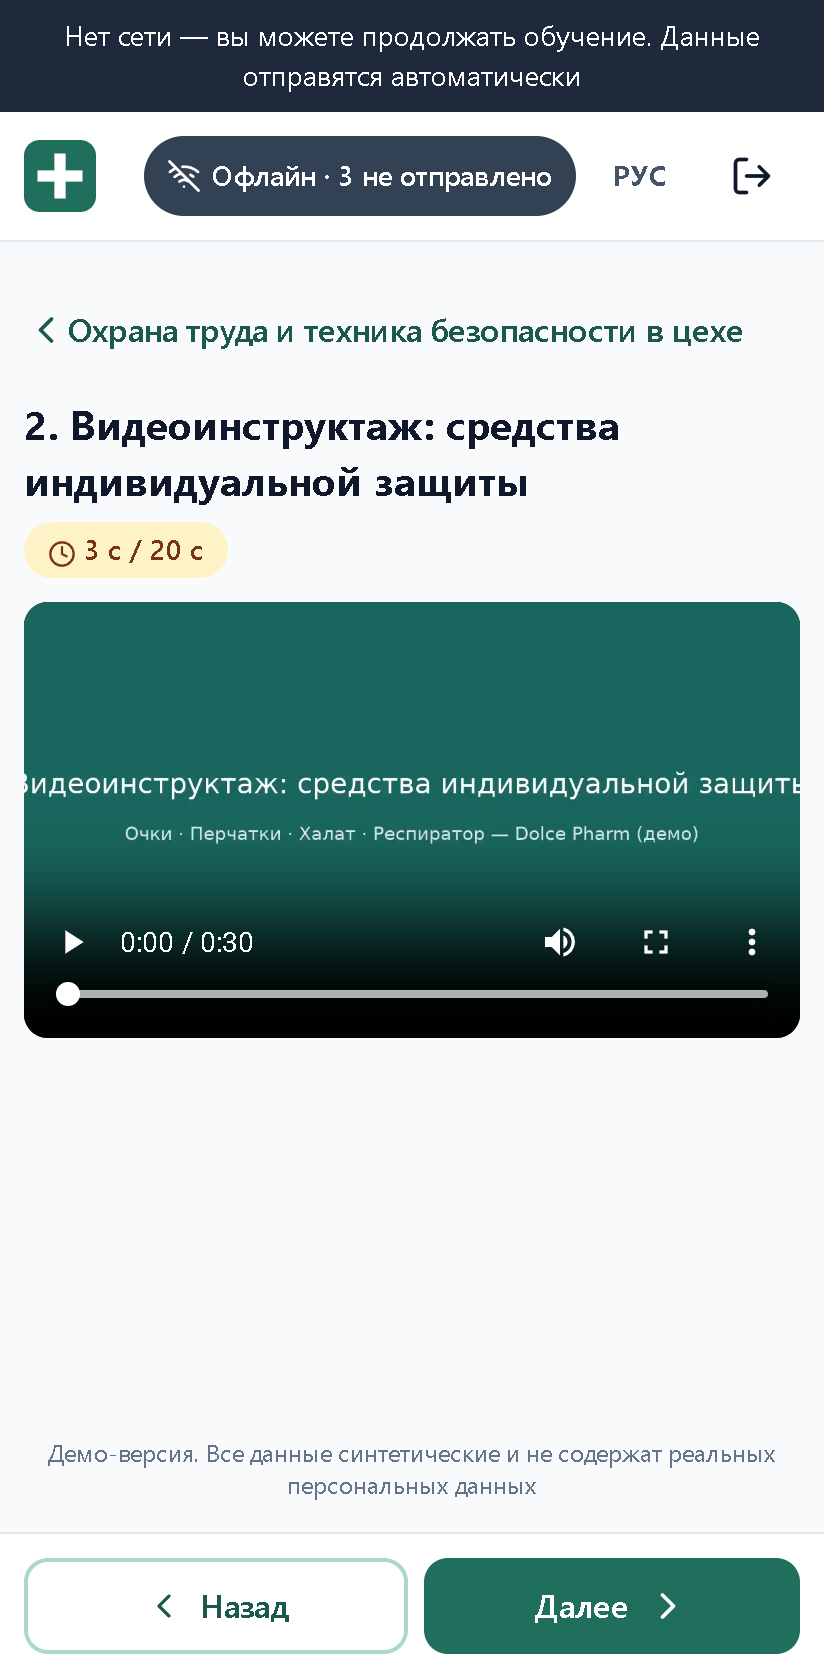 Нет сети — вы можете продолжать обучение. Данные
отправятся автоматически
Офлайн · 3 не отправлено
РУС
Охрана труда и техника безопасности в цехе
2. Видеоинструктаж: средства
индивидуальной защиты
3 с / 20 с
Видеоинструктаж: средства индивидуальной защиты
Очки · Перчатки · Халат · Респиратор — Dolce Pharm (демо)
0:00 / 0:30
Демо-версия. Все данные синтетические и не содержат реальных
персональных данных
Назад
Далее